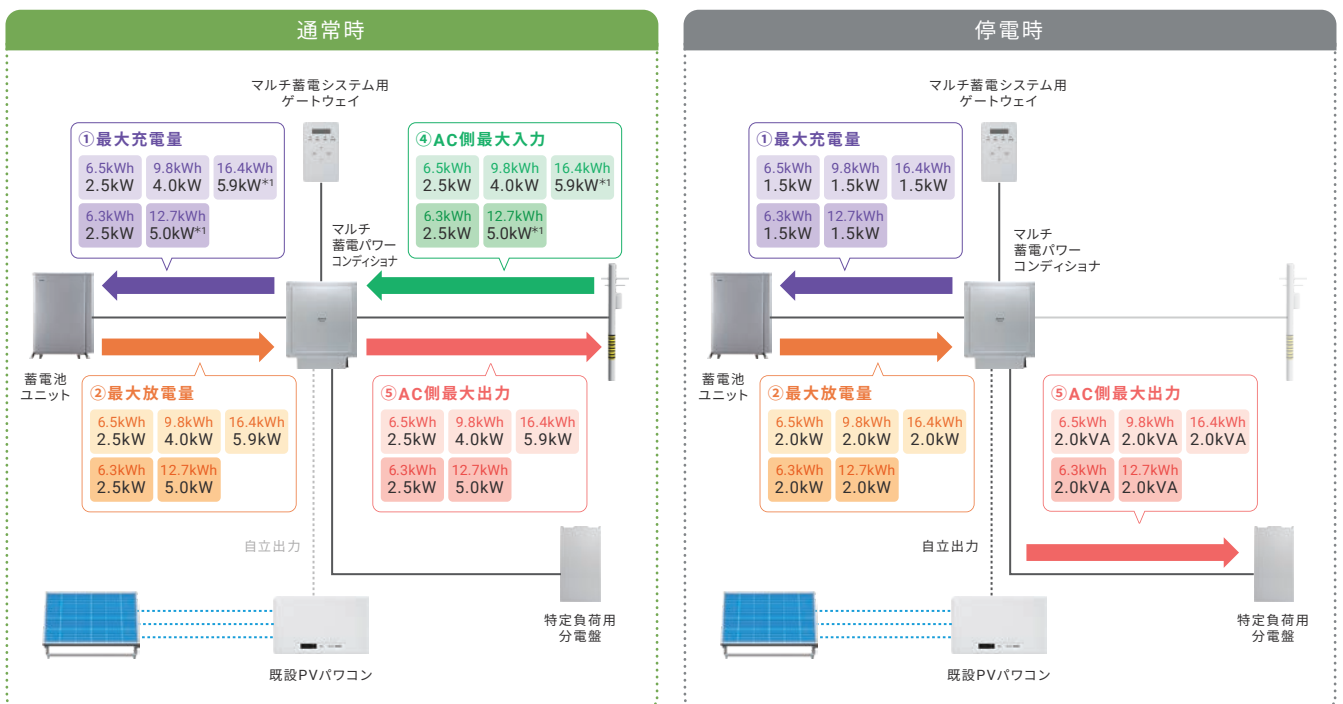 通常時
マルチ蓄電システム用
ゲートウェイ
①最大充電量
6.5kWh 9.8kWh 16.4kWh
2.5kW 4.0kW 5.9kW*1
6.3kWh 12.7kWh
2.5kW 5.0kW*1
④AC側最大入力
6.5kWh 9.8kWh 16.4kWh
2.5kW 4.0kW 5.9kW*1
6.3kWh 12.7kWh
2.5kW 5.0kW*1
マルチ
蓄電パワー
コンディショナ
蓄電池
ユニット
②最大放電量
6.5kWh 9.8kWh 16.4kWh
2.5kW 4.0kW 5.9kW
6.3kWh 12.7kWh
2.5kW 5.0kW
⑤AC側最大出力
6.5kWh 9.8kWh 16.4kWh
2.5kW 4.0kW 5.9kW
6.3kWh 12.7kWh
2.5kW 5.0kW
自立出力
特定負荷用
分電盤
既設PVパワコン
停電時
マルチ蓄電システム用
ゲートウェイ
①最大充電量
6.5kWh 9.8kWh 16.4kWh
1.5kW 1.5kW 1.5kW
6.3kWh 12.7kWh
1.5kW 1.5kW
マルチ
蓄電パワー
コンディショナ
蓄電池
ユニット
②最大放電量
6.5kWh 9.8kWh 16.4kWh
2.0kW 2.0kW 2.0kW
6.3kWh 12.7kWh
2.0kW 2.0kW
⑤AC側最大出力
6.5kWh 9.8kWh 16.4kWh
2.0kVA 2.0kVA 2.0kVA
6.3kWh 12.7kWh
2.0kVA 2.0kVA
自立出力
特定負荷用
分電盤
既設PVパワコン